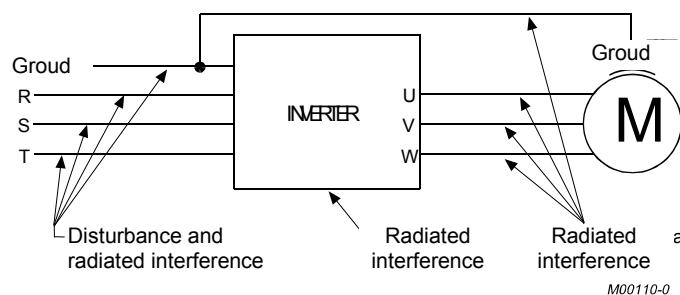 Groud
Groud
R
S
T
INVERTER
U
V
W
M
Disturbance and
radiated interference
Radiated
interference
Radiated
interference
a
M00110-0